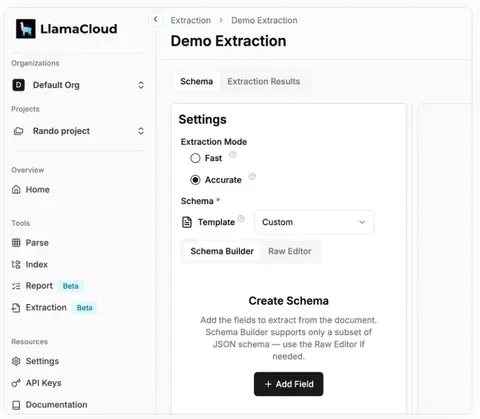 LlamaCloud
Organizations
D Default Org
Projects
Rando project
Overview
Home
Tools
Parse
Index
Report Beta
Extraction Beta
Resources
Settings
API Keys
Documentation
Extraction > Demo Extraction
Demo Extraction
Schema Extraction Results
Settings
Extraction Mode
Fast
Accurate
Schema *
Template Custom
Schema Builder Raw Editor
Create Schema
Add the fields to extract from the document.
Schema Builder supports only a subset of
JSON schema — use the Raw Editor if
needed.
+ Add Field